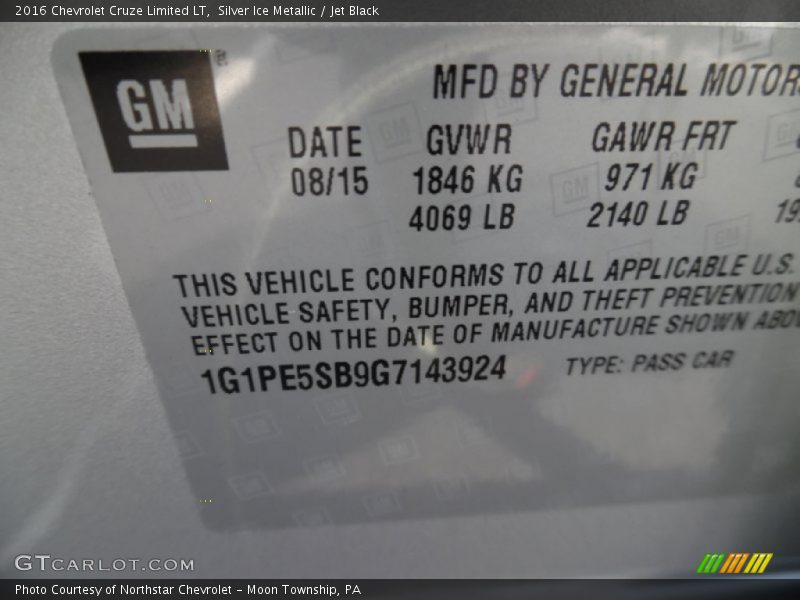 2016 Chevrolet Cruze Limited LT, Silver Ice Metallic / Jet Black
GM
MFD BY GENERAL MOTORS
DATE GVWR GAWR FRT
08/15 1846 KG 971 KG
4069 LB 2140 LB
THIS VEHICLE CONFORMS TO ALL APPLICABLE U.S.
VEHICLE SAFETY, BUMPER, AND THEFT PREVENTION
EFFECT ON THE DATE OF MANUFACTURE SHOWN
1G1PE5SB9G7143924 TYPE: PASS CAR
GTCARLOT.COM
Photo Courtesy of Northstar Chevrolet - Moon Township, PA